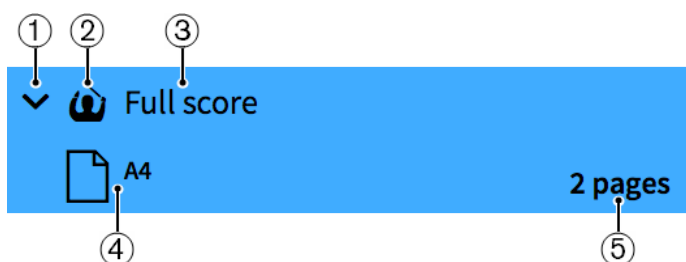 ① ② ③
Full score
A4
2 pages
④ ⑤